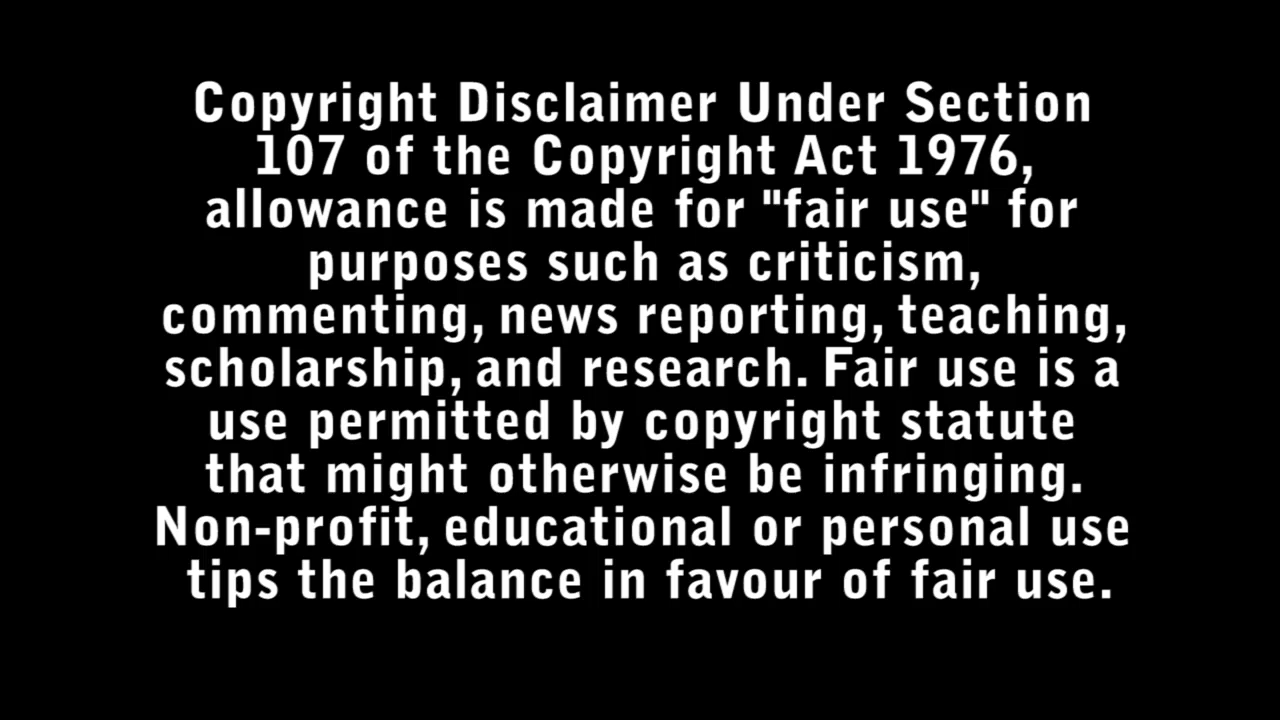 Copyright Disclaimer Under Section
107 of the Copyright Act 1976,
allowance is made for "fair use" for
purposes such as criticism,
commenting, news reporting, teaching,
scholarship, and research. Fair use is a
use permitted by copyright statute
that might otherwise be infringing.
Non-profit, educational or personal use
tips the balance in favour of fair use.